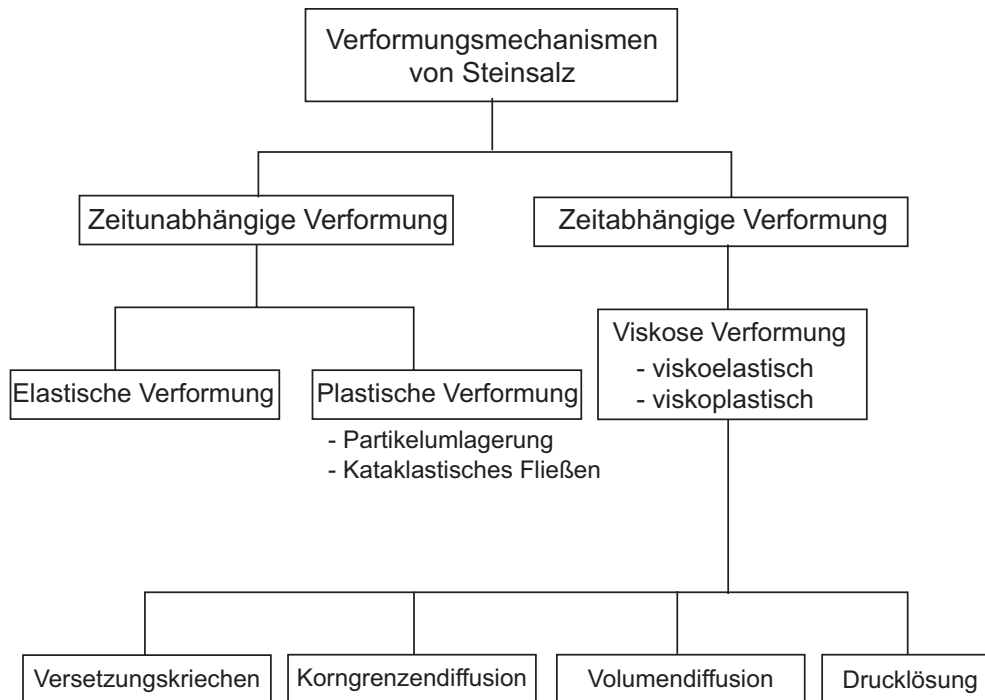 Verformungsmechanismen
von Steinsalz
Zeitunabhängige Verformung
Zeitabhängige Verformung
Viskose Verformung
- viskoelastisch
- viskoplastisch
Elastische Verformung
Plastische Verformung
- Partikelumlagerung
- Kataklastisches Fließen
Versetzungskriechen
Korngrenzendiffusion
Volumendiffusion
Drucklösung